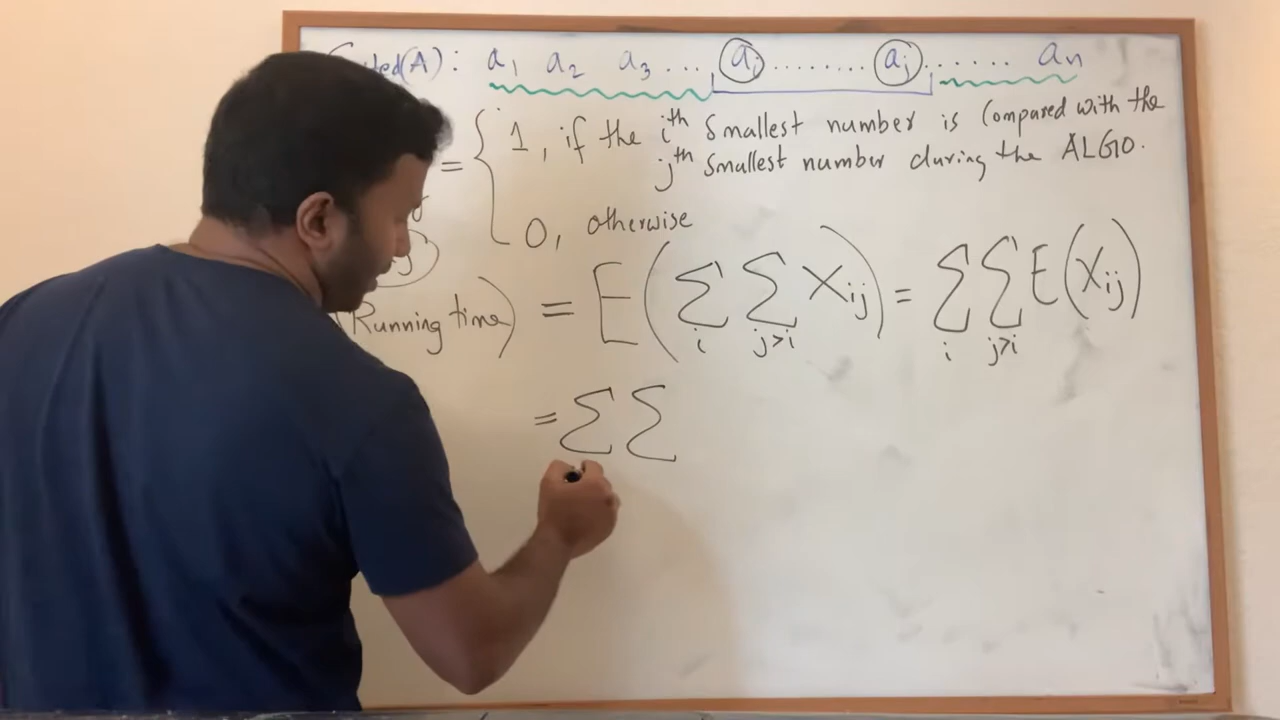 (A): a₁ a₂ a₃ ... aᵢ ........ aⱼ ....... aₙ
= { 1, if the iᵗʰ Smallest number is Compared with the
jᵗʰ Smallest number during the ALGO.
0, otherwise
(Running time) = E(∑ᵢ ∑ⱼ>ᵢ Xᵢⱼ) = ∑ᵢ ∑ⱼ>ᵢ E(Xᵢⱼ)
= ∑ ∑